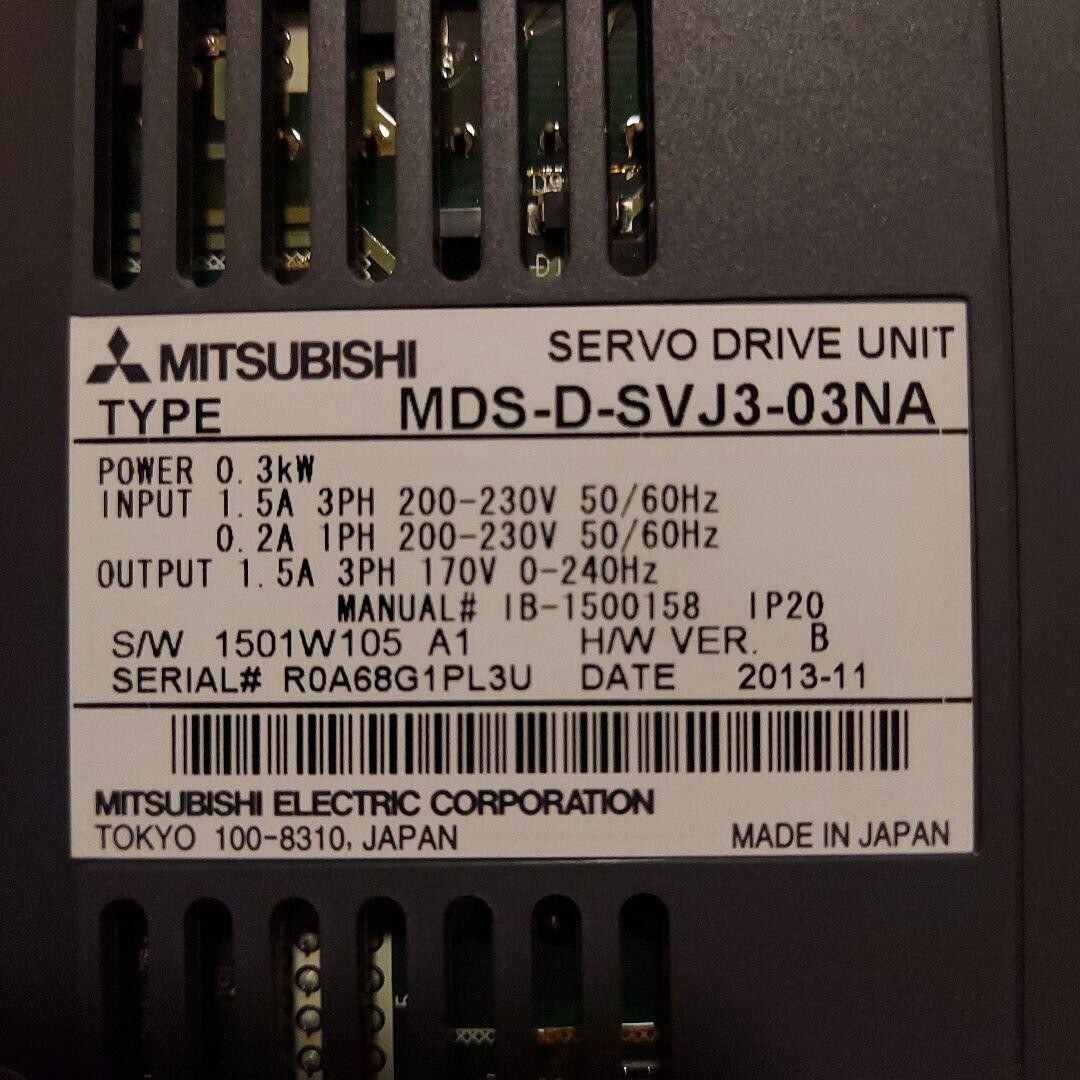 D9
D1
MITSUBISHI
SERVO DRIVE UNIT
TYPE MDS-D-SVJ3-03NA
POWER 0.3kW
INPUT 1.5A 3PH 200-230V 50/60Hz
0.2A 1PH 200-230V 50/60Hz
OUTPUT 1.5A 3PH 170V 0-240Hz
MANUAL# IB-1500158 IP20
S/W 1501W105 A1 H/W VER. B
SERIAL# R0A68G1PL3U DATE 2013-11
MITSUBISHI ELECTRIC CORPORATION
TOKYO 100-8310, JAPAN MADE IN JAPAN